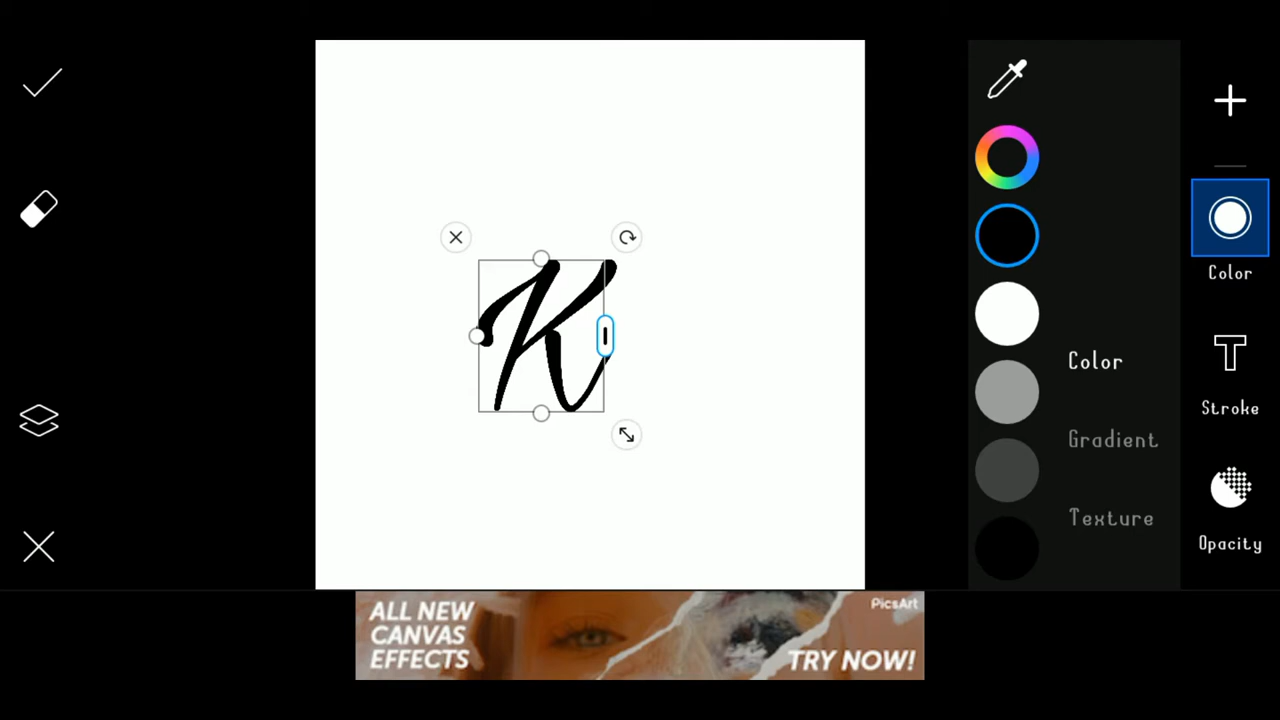 K
Color
Gradient
Texture
Color
Stroke
Opacity
ALL NEW
CANVAS
EFFECTS
PicsArt
TRY NOW!